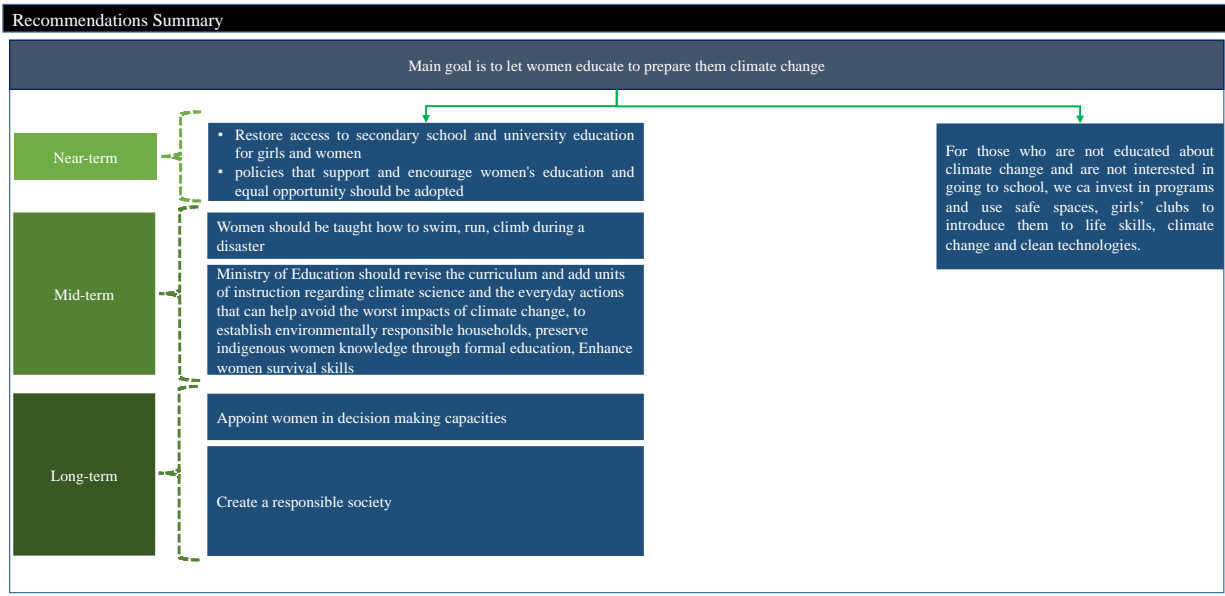 Recommendations Summary
Main goal is to let women educate to prepare them climate change
Near-term
• Restore access to secondary school and university education
for girls and women
• policies that support and encourage women's education and
equal opportunity should be adopted
For those who are not educated about
climate change and are not interested in
going to school, we ca invest in programs
and use safe spaces, girls’ clubs to
introduce them to life skills, climate
change and clean technologies.
Mid-term
Women should be taught how to swim, run, climb during a
disaster
Ministry of Education should revise the curriculum and add units
of instruction regarding climate science and the everyday actions
that can help avoid the worst impacts of climate change, to
establish environmentally responsible households, preserve
indigenous women knowledge through formal education, Enhance
women survival skills
Long-term
Appoint women in decision making capacities
Create a responsible society